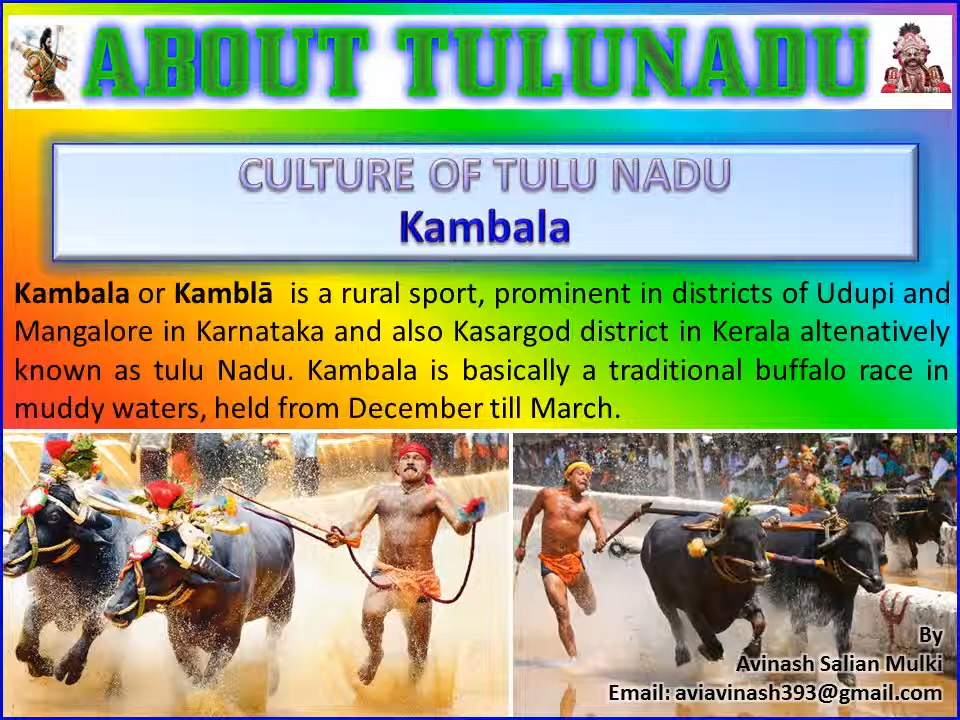 ABOUT TULUNADU
CULTURE OF TULU NADU
Kambala
Kambala or Kamblā is a rural sport, prominent in districts of Udupi and
Mangalore in Karnataka and also Kasargod district in Kerala altenatively
known as tulu Nadu. Kambala is basically a traditional buffalo race in
muddy waters, held from December till March.
By
Avinash Salian Mulki
Email: aviavinash393@gmail.com